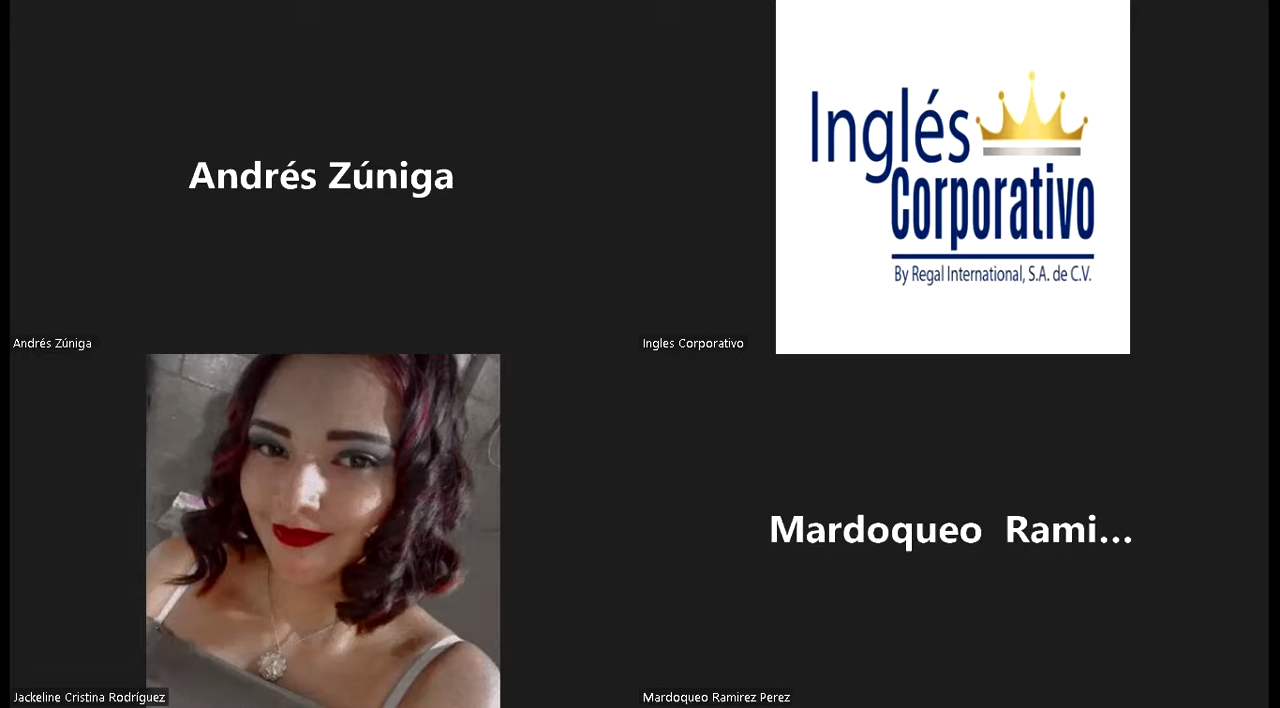 Andrés Zúniga
Inglés
Corporativo
By Regal International, S.A. de C.V.
Andrés Zúniga
Ingles Corporativo
Mardoqueo Rami...
Jackeline Cristina Rodríguez
Mardoqueo Ramirez Perez